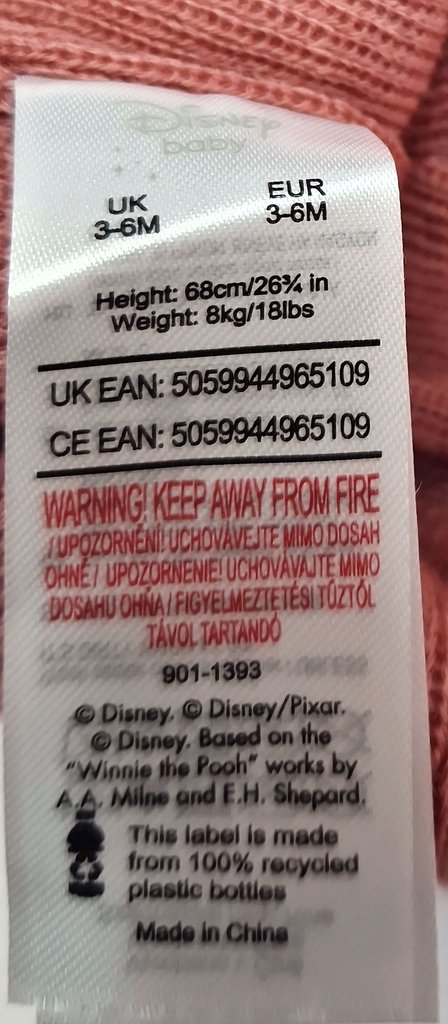 Disney
baby
UK
3-6M
EUR
3-6M
Height: 68cm/26¾ in
Weight: 8kg/18lbs
UK EAN: 5059944965109
CE EAN: 5059944965109
WARNING! KEEP AWAY FROM FIRE
/ UPOZORNĚNÍ! UCHOVÁVEJTE MIMO DOSAH
OHNĚ / UPOZORNENIE! UCHOVÁVAJTE MIMO
DOSAHU OHŇA / FIGYELMEZTETÉS! TŰZTŐL
TÁVOL TARTANDÓ
901-1393
© Disney. © Disney/Pixar.
© Disney. Based on the
"Winnie the Pooh" works by
A.A. Milne and E.H. Shepard.
This label is made
from 100% recycled
plastic bottles
Made in China